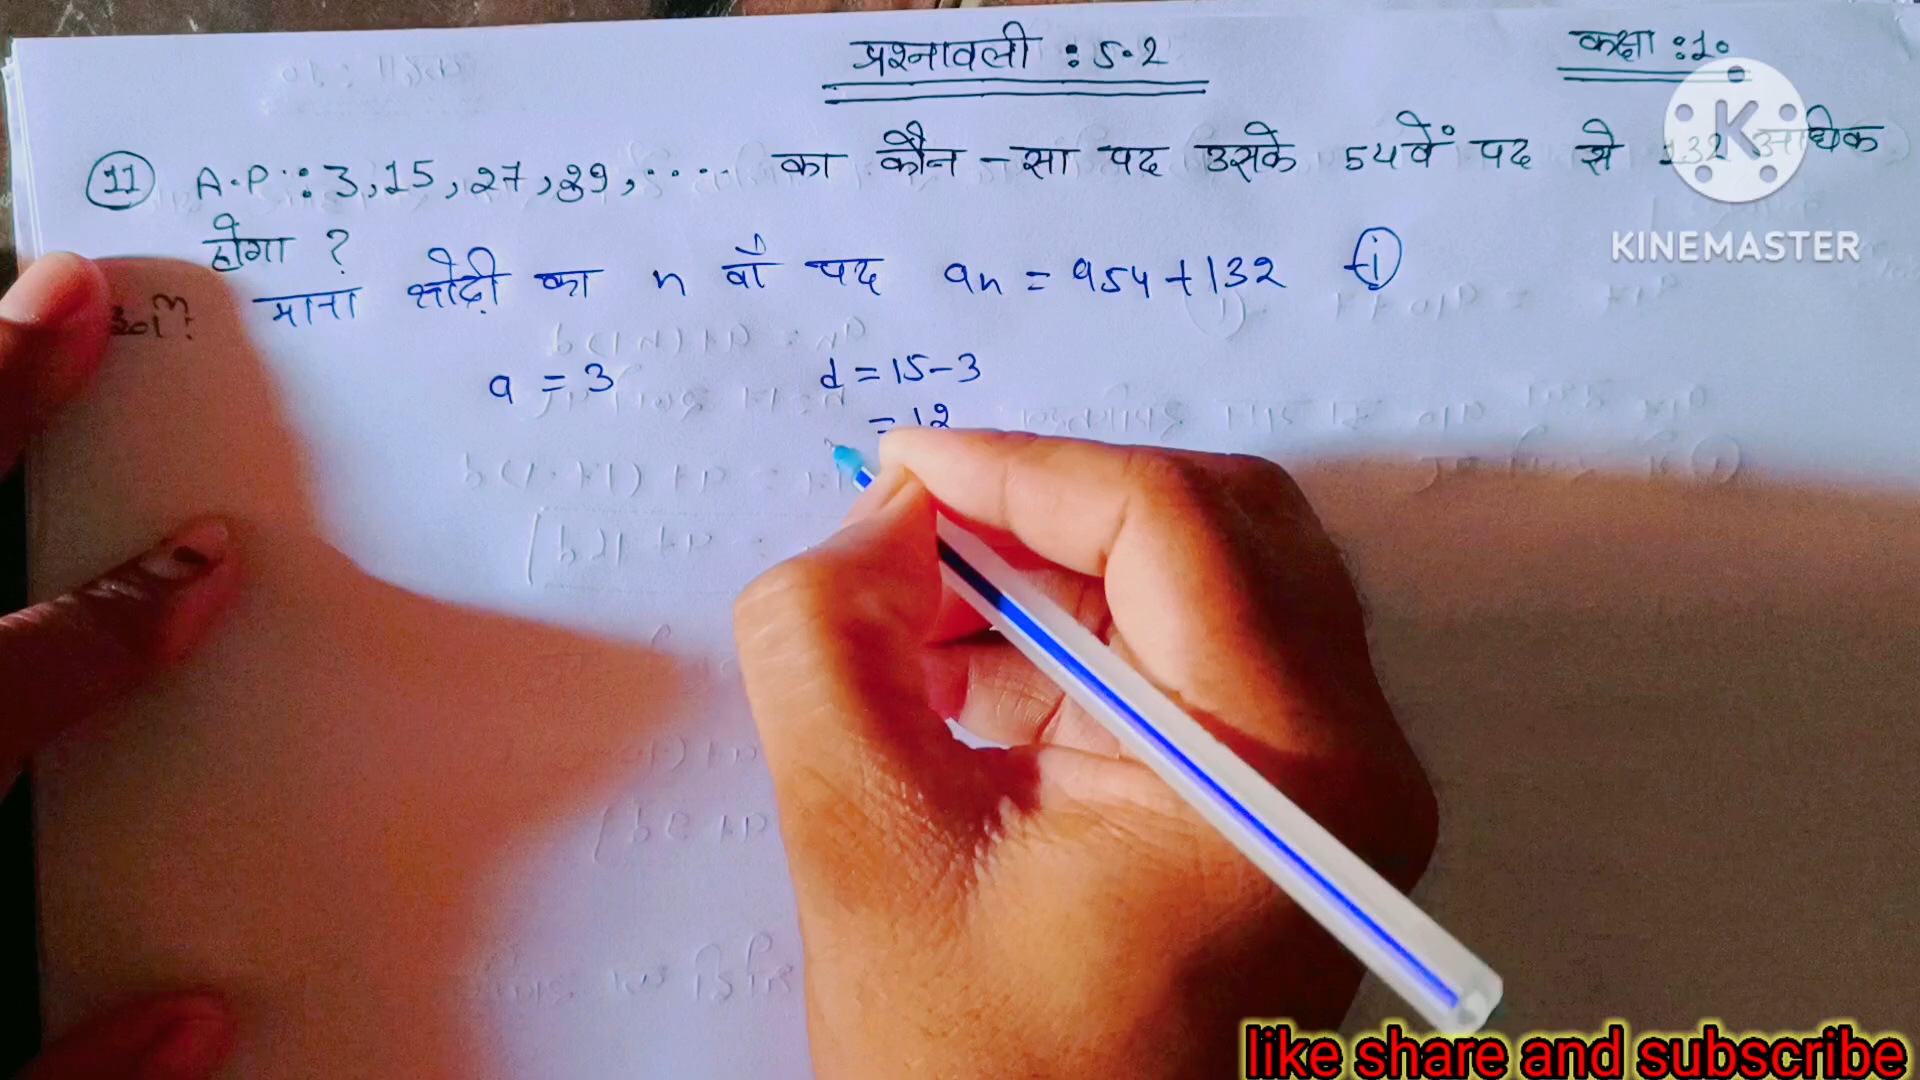 प्रश्नावली : 5.2
कक्षा : 10
11 A.P : 3, 15, 27, 39, .... का कौन-सा पद उसके 54वें पद से 132 अधिक
होगा ?
माना श्रेढ़ी का n वाँ पद an = a54 + 132 (i)
a = 3 d = 15 - 3
= 12
K
KINEMASTER
like share and subscribe